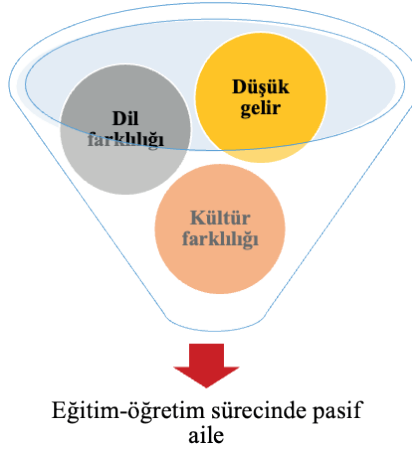 Düşük
gelir
Dil
farklılığı
Kültür
farklılığı
Eğitim-öğretim sürecinde pasif
aile